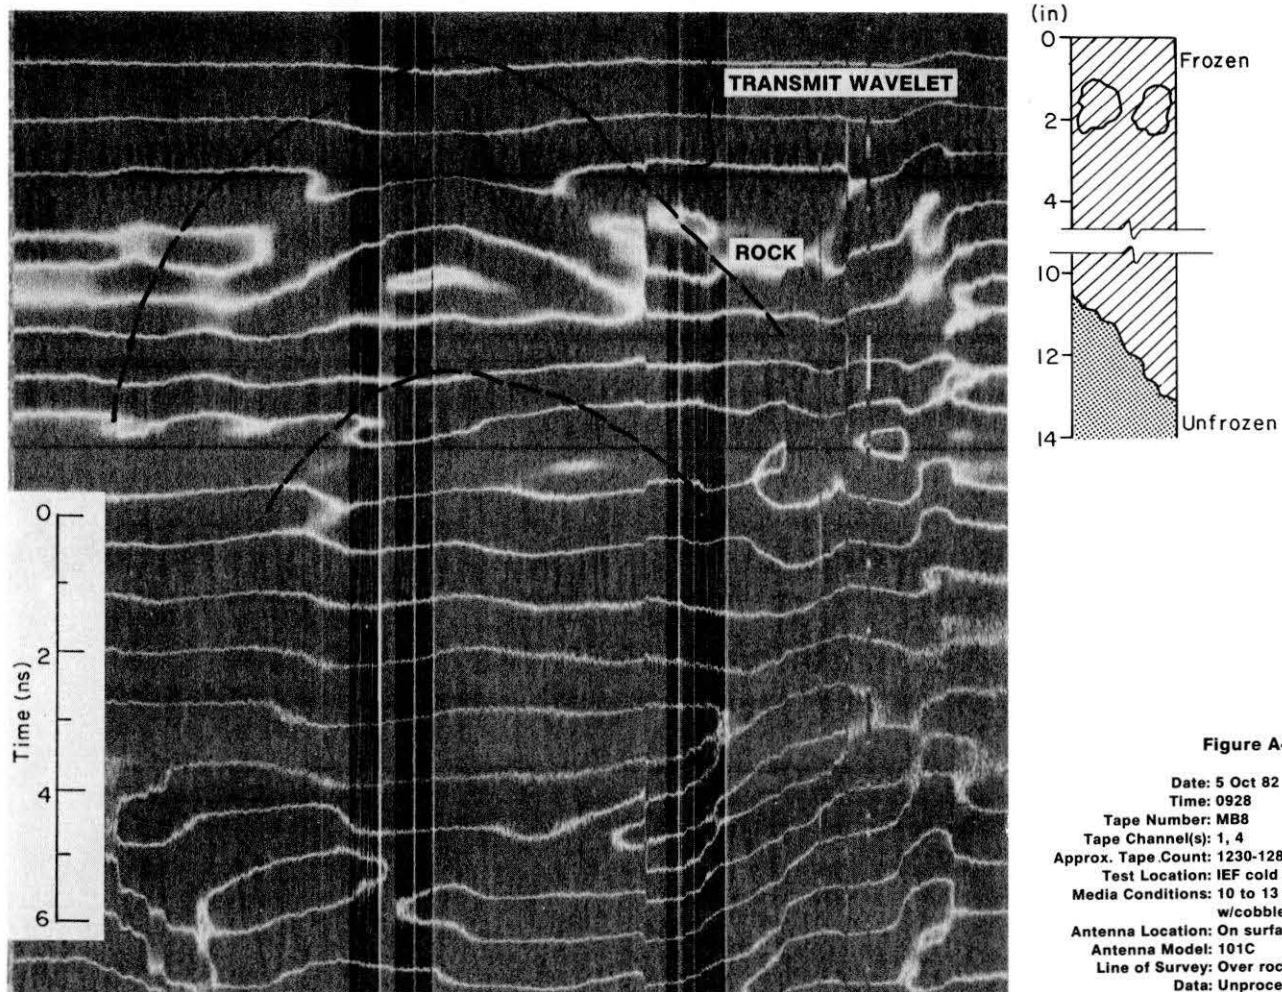 (in)
0
Frozen
TRANSMIT WAVELET
2
4
ROCK
10
12
Unfrozen
14
0
2
Time (ns)
4
6
Figure A
Date: 5 Oct 82
Time: 0928
Tape Number: MB8
Tape Channel(s): 1, 4
Approx. Tape Count: 1230-128
Test Location: IEF cold
Media Conditions: 10 to 13
w/cobble
Antenna Location: On surfa
Antenna Model: 101C
Line of Survey: Over roc
Data: Unproce